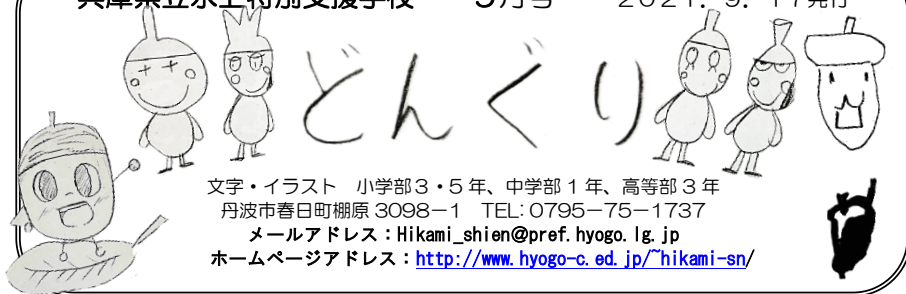 兵庫県立氷上特別支援学校　9月号　2021．9．17発行
どんぐり
文字・イラスト　小学部3・5年、中学部1年、高等部3年
丹波市春日町棚原3098－1　TEL：0795－75－1737
メールアドレス：Hikami_shien@pref.hyogo.lg.jp
ホームページアドレス：http://www.hyogo-c.ed.jp/~hikami-sn/